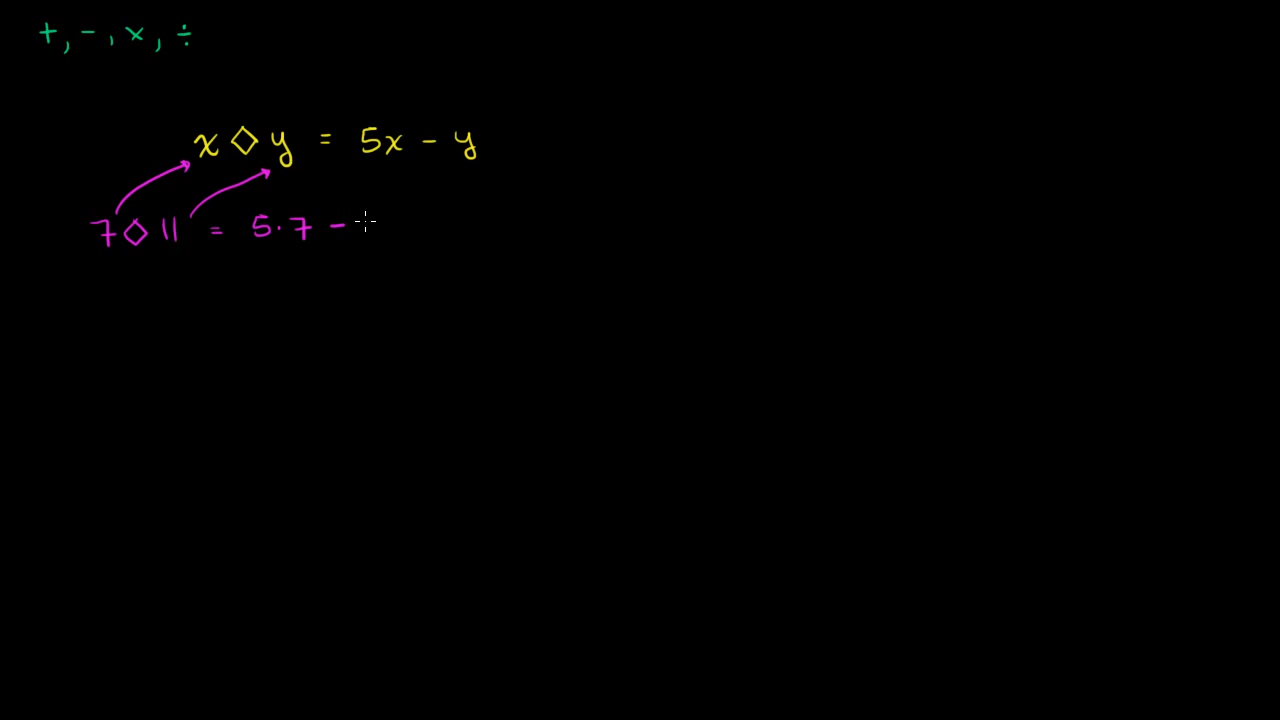 +, -, x, ÷
x ◇ y = 5x - y
7 ◇ 11 = 5·7 -